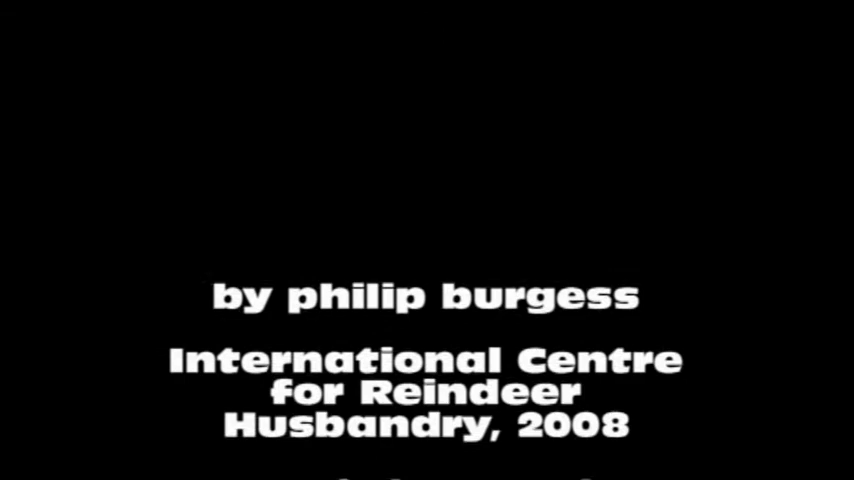 by philip burgess
International Centre
for Reindeer
Husbandry, 2008